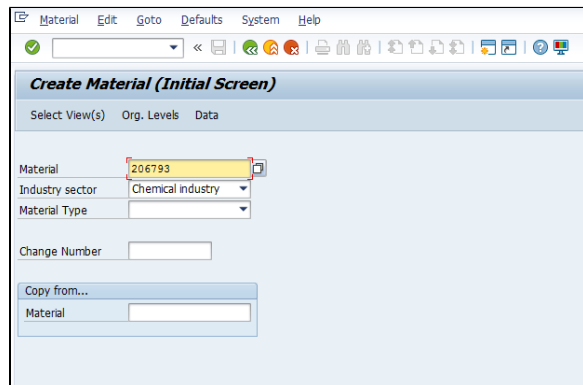 Material Edit Goto Defaults System Help
Create Material (Initial Screen)
Select View(s) Org. Levels Data
Material 206793
Industry sector Chemical industry
Material Type
Change Number
Copy from...
Material